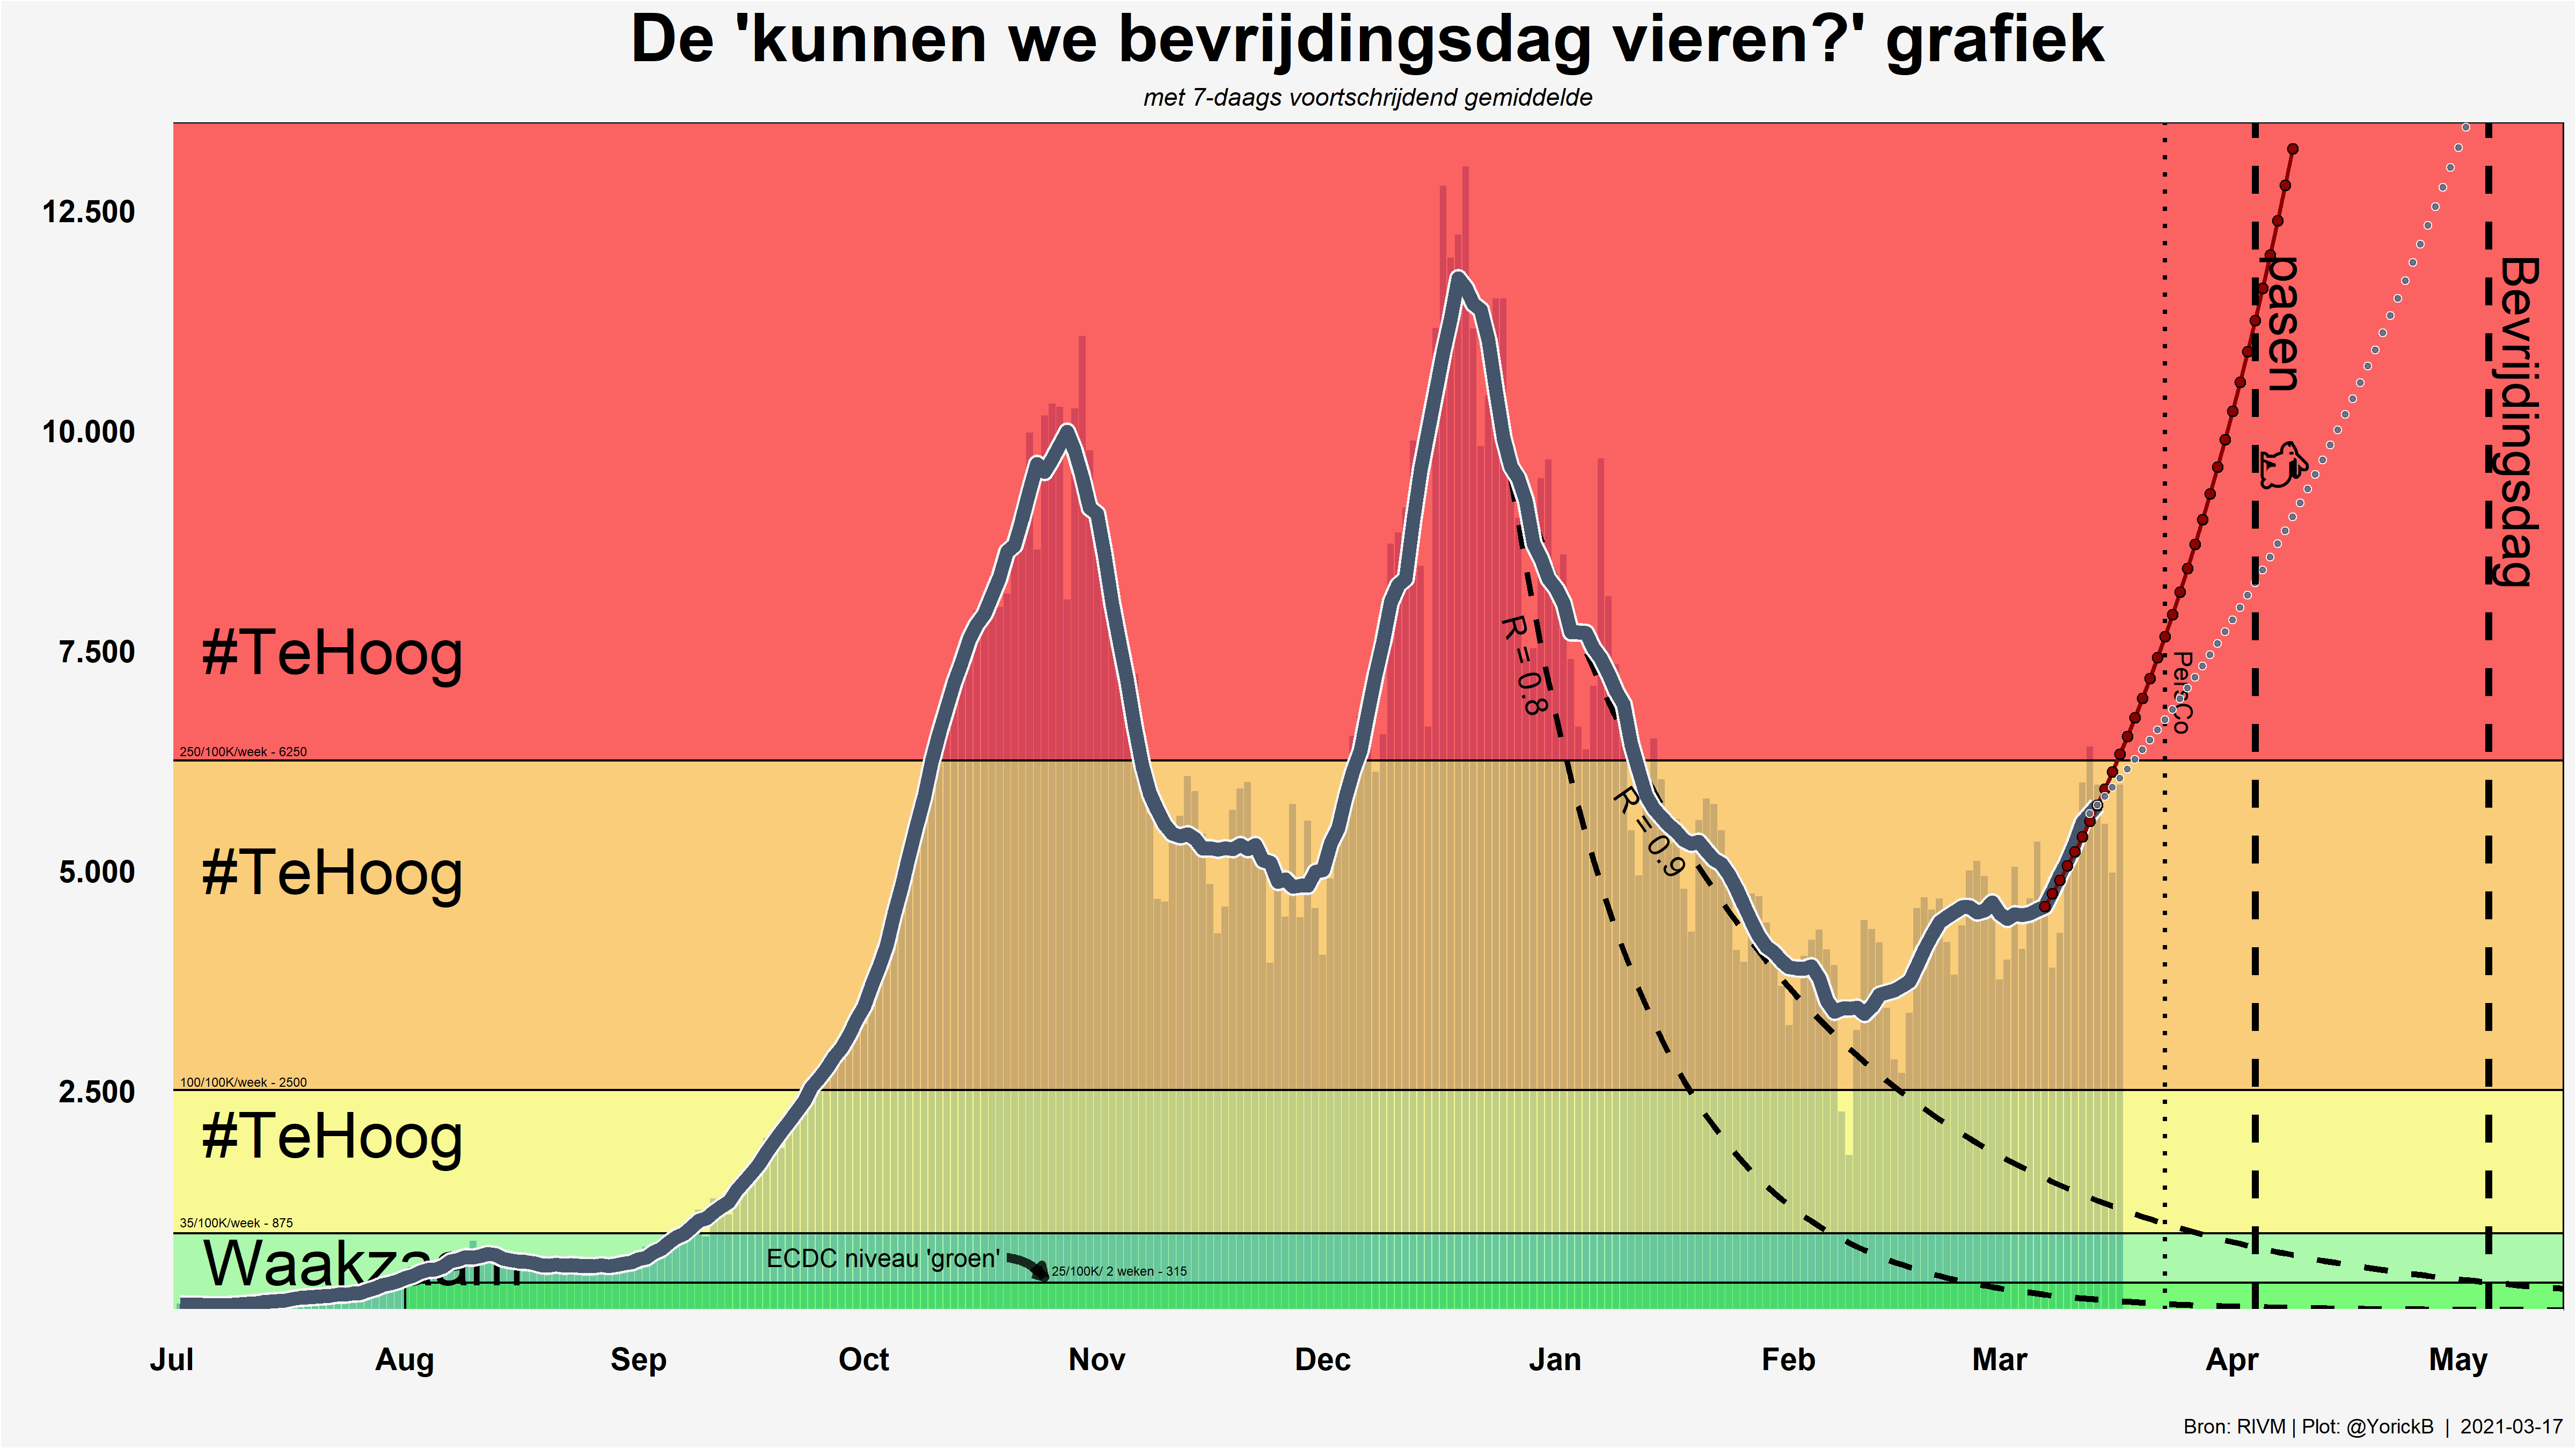 De 'kunnen we bevrijdingsdag vieren?' grafiek
met 7-daags voortschrijdend gemiddelde
12.500
10.000
7.500
5.000
2.500
#TeHoog
250/100K/week - 6250
#TeHoog
100/100K/week - 2500
#TeHoog
35/100K/week - 875
Waakzaam
ECDC niveau 'groen'
25/100K/ 2 weken - 315
R = 0.8
R = 0.9
PersCo
pasen
Bevrijdingsdag
Jul
Aug
Sep
Oct
Nov
Dec
Jan
Feb
Mar
Apr
May
Bron: RIVM | Plot: @YorickB | 2021-03-17